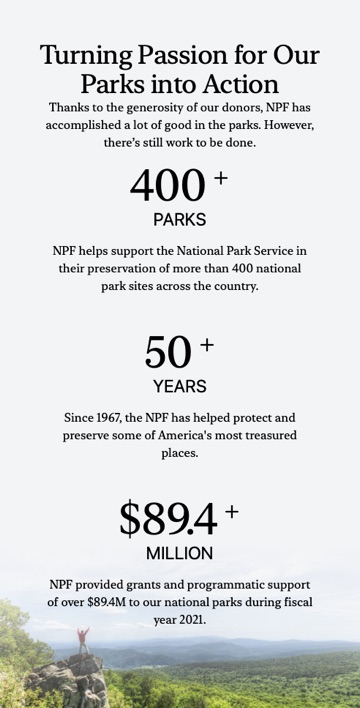 Turning Passion for Our
Parks into Action
Thanks to the generosity of our donors, NPF has
accomplished a lot of good in the parks. However,
there's still work to be done.
400+
PARKS
NPF helps support the National Park Service in
their preservation of more than 400 national
park sites across the country.
50+
YEARS
Since 1967, the NPF has helped protect and
preserve some of America's most treasured
places.
$89.4+
MILLION
NPF provided grants and programmatic support
of over $89.4M to our national parks during fiscal
year 2021.